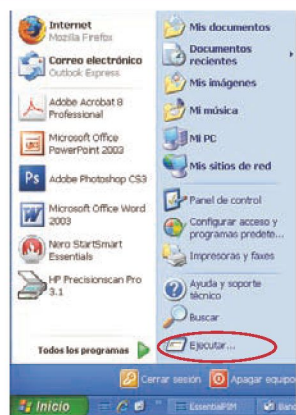 Internet
Mozilla Firefox
Correo electrónico
Outlook Express
Adobe Acrobat 8
Professional
Microsoft Office
PowerPoint 2003
Ps Adobe Photoshop CS3
Microsoft Office Word
2003
Nero StartSmart
Essentials
HP Precisionscan Pro
3.1
Todos los programas
Mis documentos
Documentos
recientes
Mis imágenes
Mi música
Mi PC
Mis sitios de red
Panel de control
Configurar acceso y
programas predete...
Impresoras y faxes
Ayuda y soporte
técnico
Buscar
Ejecutar...
Cerrar sesión
Apagar equipo
Inicio
EssentialPIM